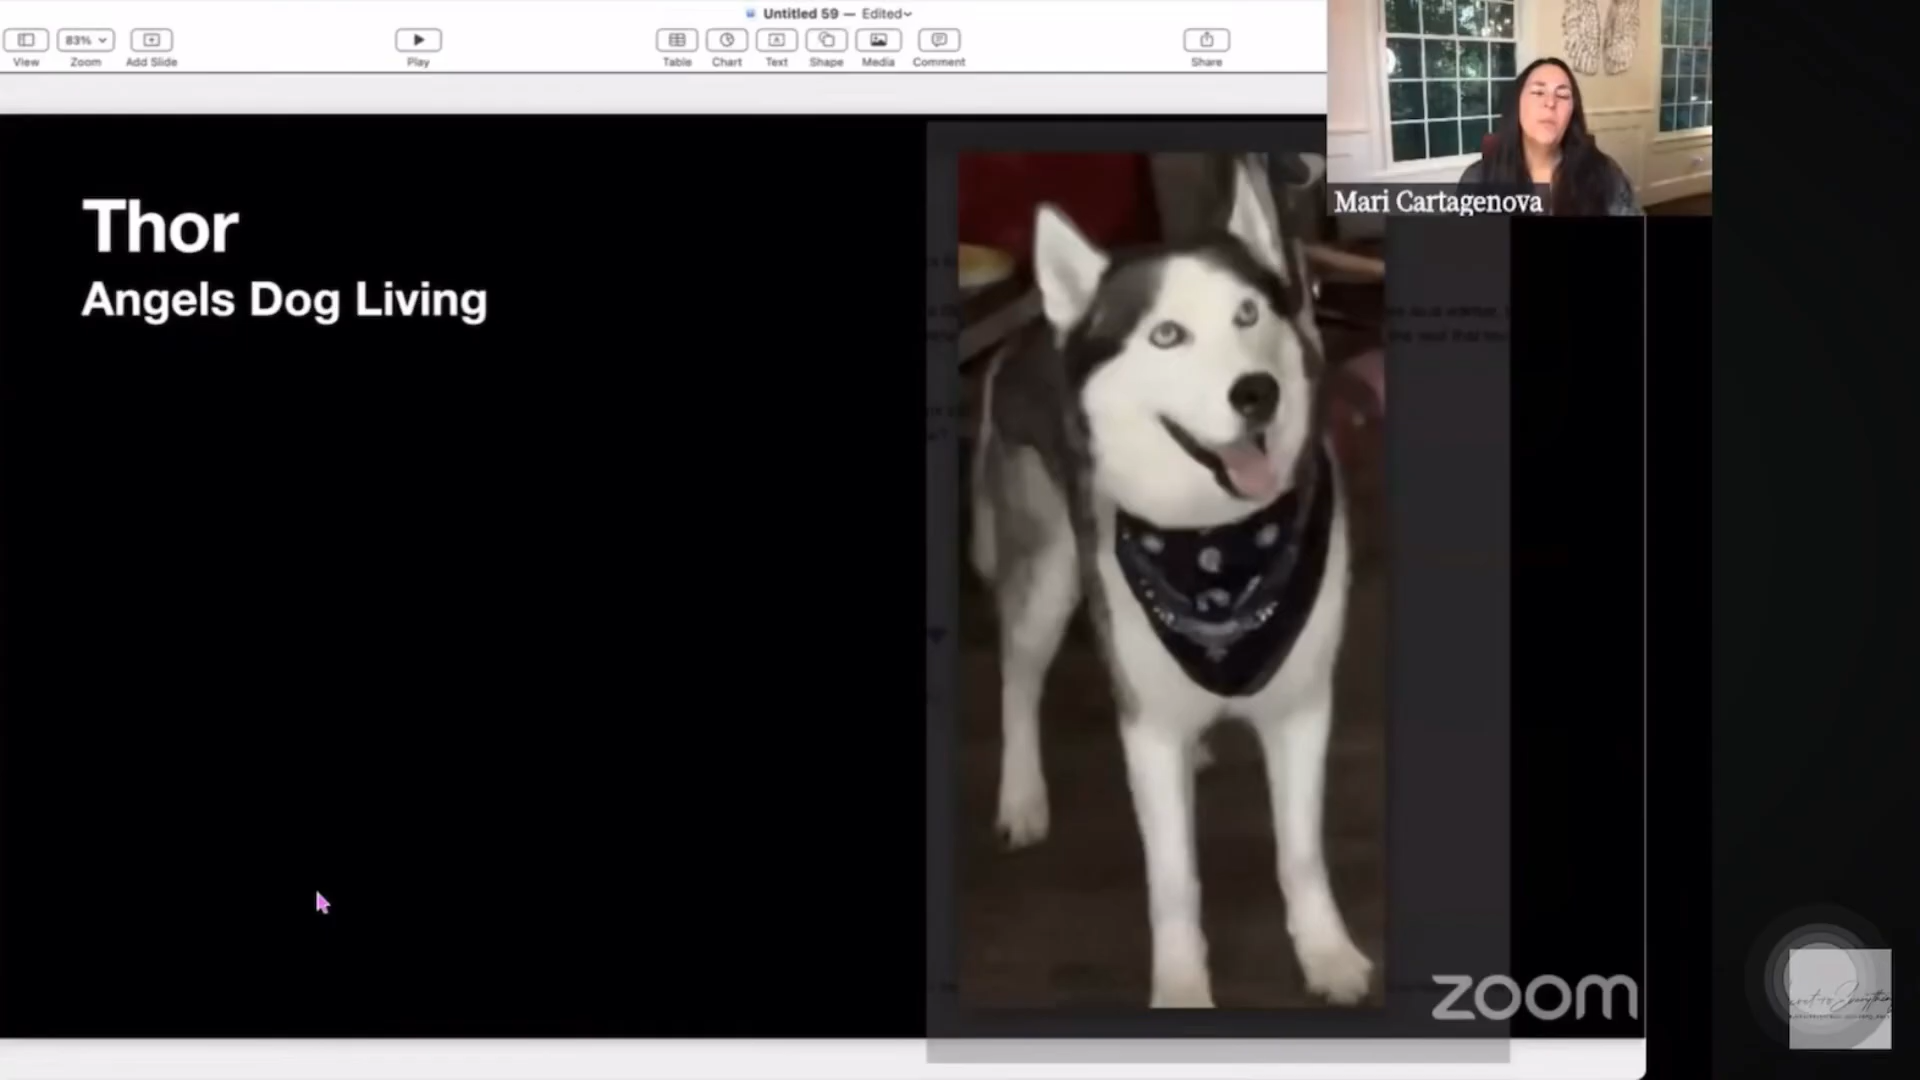 Untitled 59 — Edited
83%
View
Zoom
Add Slide
Play
Table
Chart
Text
Shape
Media
Comment
Share
Mari Cartagenova
Thor
Angels Dog Living
zoom